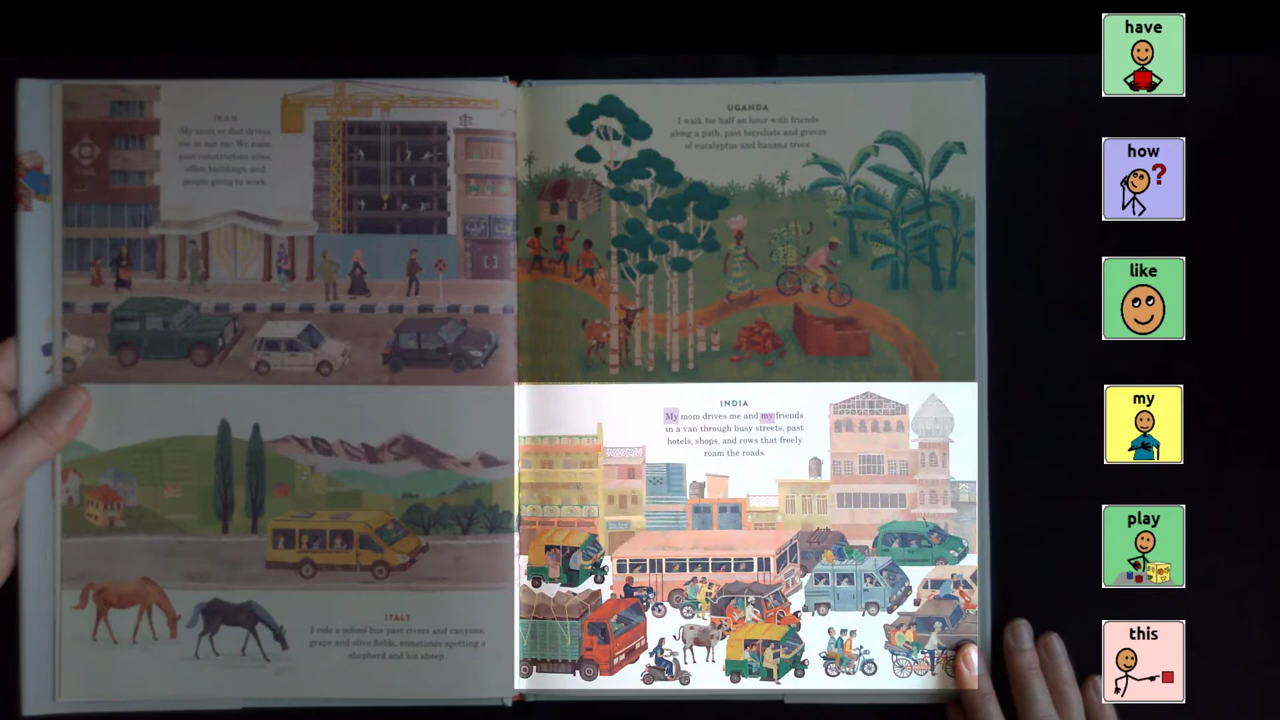 IRAN
My mom or dad drives
me in our car. We zoom
past construction sites,
office buildings, and
people going to work.
UGANDA
I walk for half an hour with friends
along a path, past bicyclists and groves
of eucalyptus and banana trees.
INDIA
My mom drives me and my friends
in a van through busy streets, past
hotels, shops, and cows that freely
roam the roads.
ITALY
I ride a school bus past rivers and canyons,
grape and olive fields, sometimes spotting a
shepherd and his sheep.
have
how
?
like
my
play
this